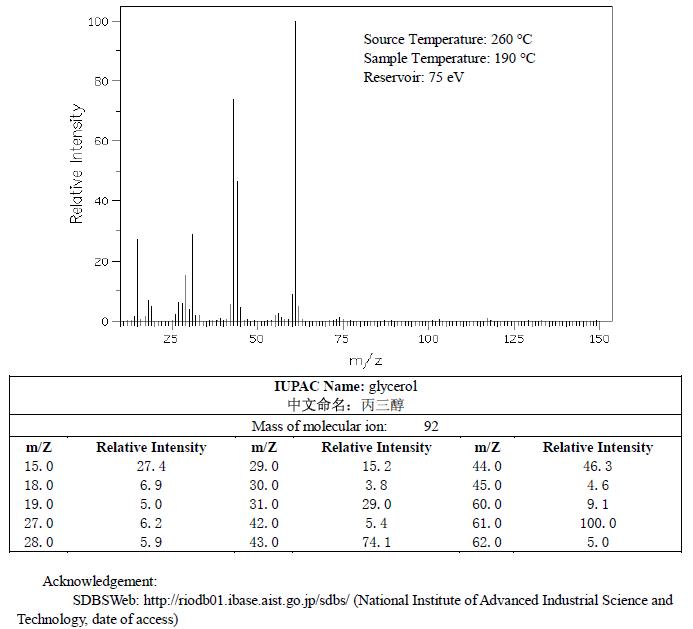 100
Source Temperature: 260 °C
Sample Temperature: 190 °C
Reservoir: 75 eV
80
60
40
20
0
Relative Intensity
25 50 75 100 125 150
m/z
IUPAC Name: glycerol
中文命名：丙三醇
Mass of molecular ion: 92
m/Z Relative Intensity m/Z Relative Intensity m/Z Relative Intensity
15.0 27.4 29.0 15.2 44.0 46.3
18.0 6.9 30.0 3.8 45.0 4.6
19.0 5.0 31.0 29.0 60.0 9.1
27.0 6.2 42.0 5.4 61.0 100.0
28.0 5.9 43.0 74.1 62.0 5.0
Acknowledgement:
SDBSWeb: http://riodb01.ibase.aist.go.jp/sdbs/ (National Institute of Advanced Industrial Science and
Technology, date of access)